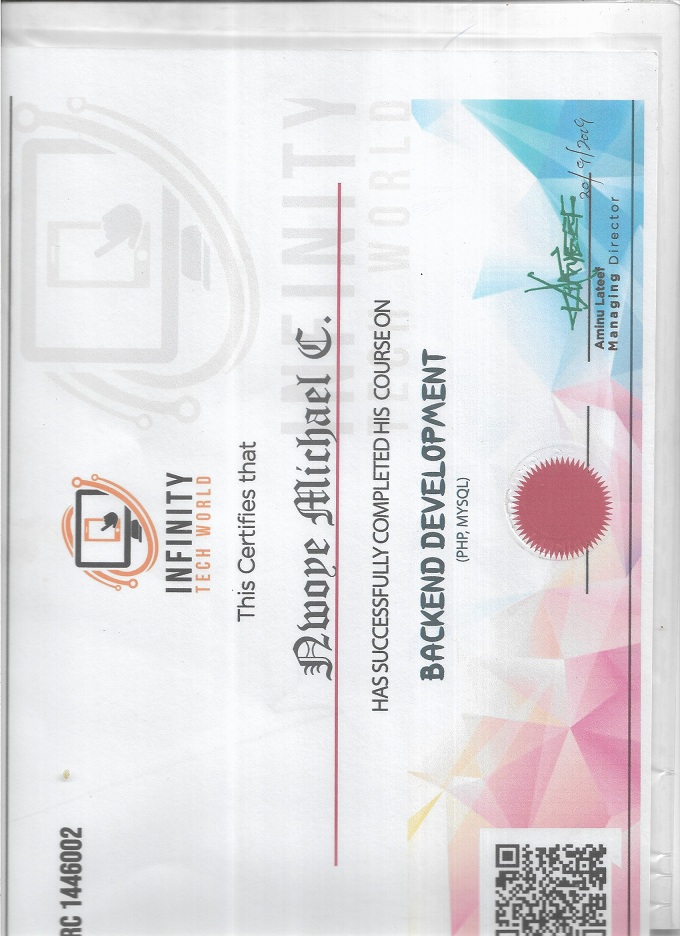 RC 1446002
INFINITY
TECH WORLD
This Certifies that
Nwoye Michael C.
HAS SUCCESSFULLY COMPLETED HIS COURSE ON
BACKEND DEVELOPMENT
(PHP, MYSQL)
20/9/2019
Aminu Lateef
Managing Director
INFINITY
TECH WORLD